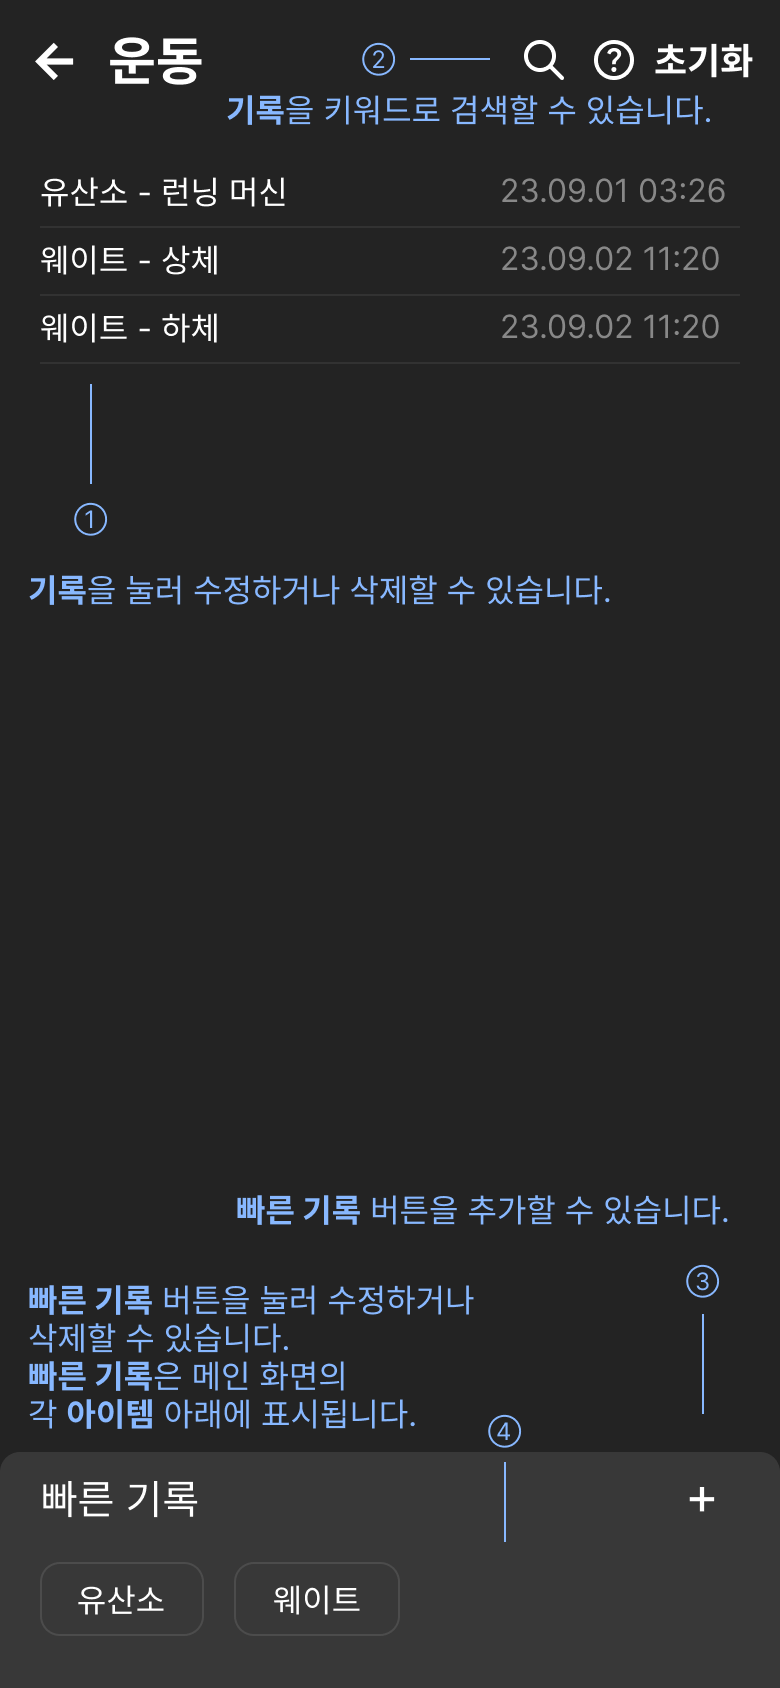 ← 운동 ② 초기화
기록을 키워드로 검색할 수 있습니다.
유산소 - 런닝 머신 23.09.01 03:26
웨이트 - 상체 23.09.02 11:20
웨이트 - 하체 23.09.02 11:20
①
기록을 눌러 수정하거나 삭제할 수 있습니다.
빠른 기록 버튼을 추가할 수 있습니다.
③
빠른 기록 버튼을 눌러 수정하거나
삭제할 수 있습니다.
빠른 기록은 메인 화면의
각 아이템 아래에 표시됩니다.
④
빠른 기록 +
유산소 웨이트